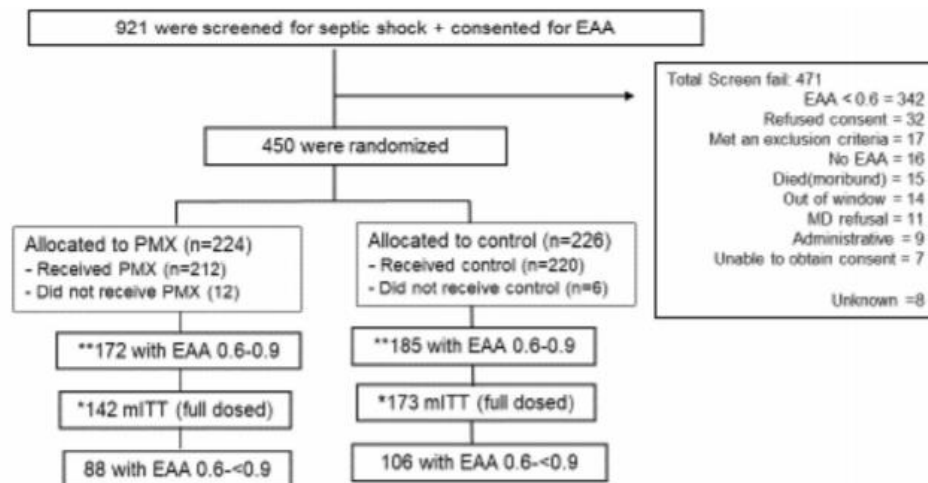 921 were screened for septic shock + consented for EAA
Total Screen fail: 471
EAA < 0.6 = 342
Refused consent = 32
Met an exclusion criteria = 17
No EAA = 16
Died(moribund) = 15
Out of window = 14
MD refusal = 11
Administrative = 9
Unable to obtain consent = 7
Unknown =8
450 were randomized
Allocated to PMX (n=224)
- Received PMX (n=212)
- Did not receive PMX (12)
Allocated to control (n=226)
- Received control (n=220)
- Did not receive control (n=6)
**172 with EAA 0.6-0.9
**185 with EAA 0.6-0.9
*142 mITT (full dosed)
*173 mITT (full dosed)
88 with EAA 0.6-<0.9
106 with EAA 0.6-<0.9